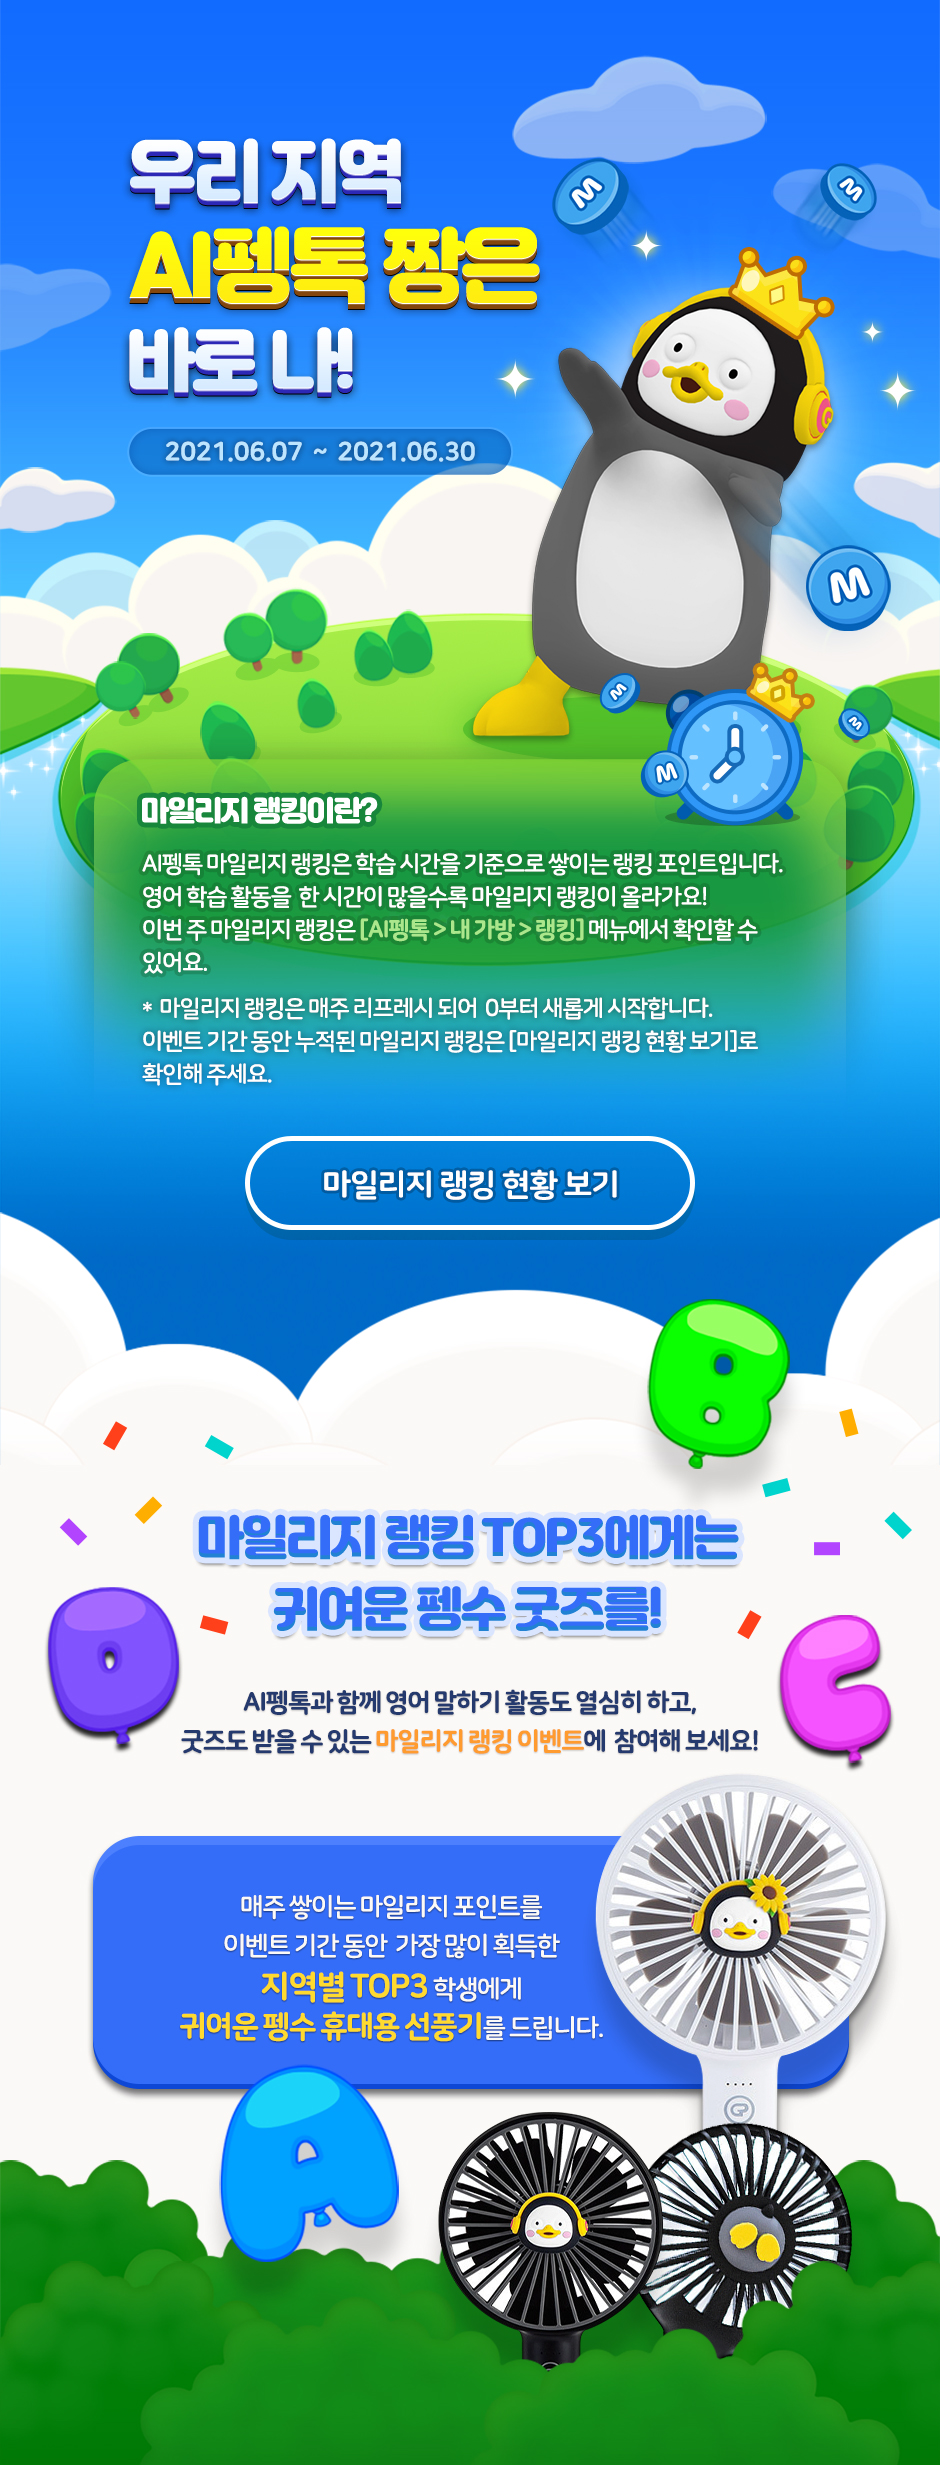 우리 지역
AI펭톡 짱은
바로 나!
2021.06.07 ~ 2021.06.30
M
M
M
M
M
M
마일리지 랭킹이란?
AI펭톡 마일리지 랭킹은 학습 시간을 기준으로 쌓이는 랭킹 포인트입니다.
영어 학습 활동을 한 시간이 많을수록 마일리지 랭킹이 올라가요!
이번 주 마일리지 랭킹은 [AI펭톡 > 내 가방 > 랭킹] 메뉴에서 확인할 수
있어요.
* 마일리지 랭킹은 매주 리프레시 되어 0부터 새롭게 시작합니다.
이벤트 기간 동안 누적된 마일리지 랭킹은 [마일리지 랭킹 현황 보기]로
확인해 주세요.
마일리지 랭킹 현황 보기
B
마일리지 랭킹 TOP3에게는
귀여운 펭수 굿즈를!
D
C
AI펭톡과 함께 영어 말하기 활동도 열심히 하고,
굿즈도 받을 수 있는 마일리지 랭킹 이벤트에 참여해 보세요!
매주 쌓이는 마일리지 포인트를
이벤트 기간 동안 가장 많이 획득한
지역별 TOP3 학생에게
귀여운 펭수 휴대용 선풍기를 드립니다.
A